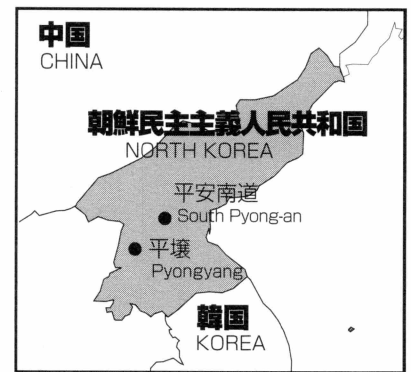 中国
CHINA
朝鮮民主主義人民共和国
NORTH KOREA
平安南道
South Pyong-an
平壌
Pyongyang
韓国
KOREA